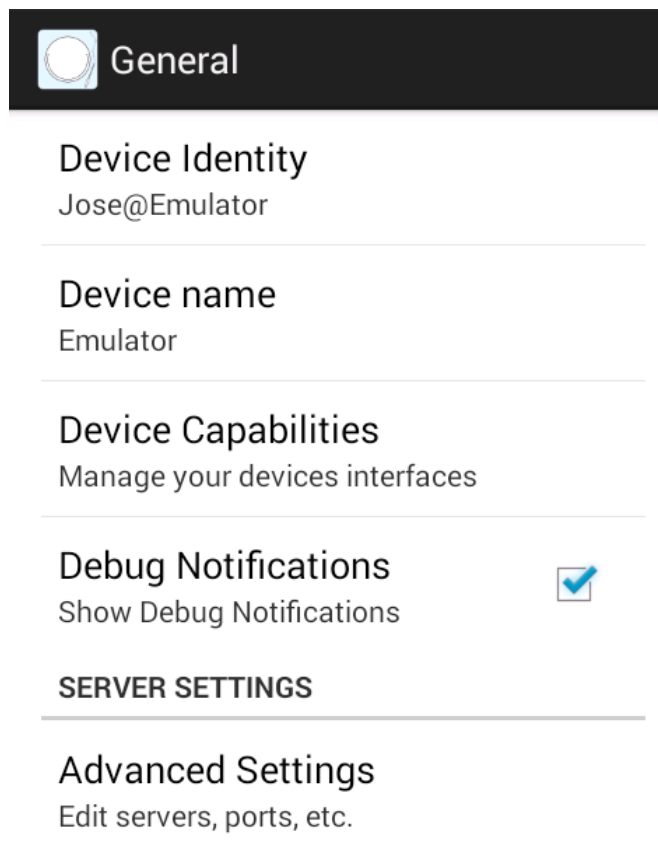 General
Device Identity
Jose@Emulator
Device name
Emulator
Device Capabilities
Manage your devices interfaces
Debug Notifications
Show Debug Notifications
SERVER SETTINGS
Advanced Settings
Edit servers, ports, etc.